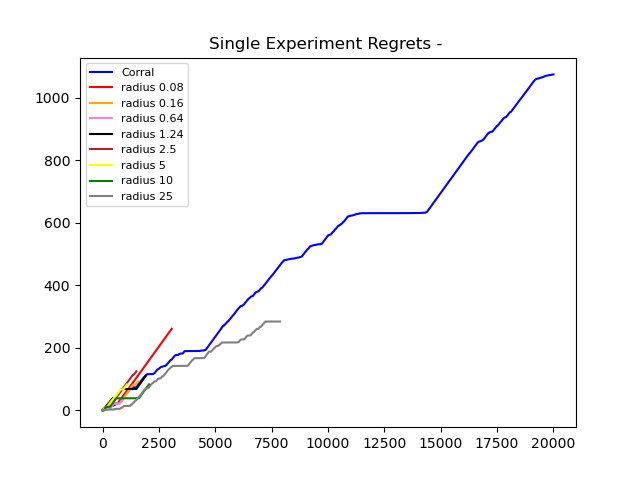 Single Experiment Regrets -
1000
800
600
400
200
0
Corral
radius 0.08
radius 0.16
radius 0.64
radius 1.24
radius 2.5
radius 5
radius 10
radius 25
0 2500 5000 7500 10000 12500 15000 17500 20000